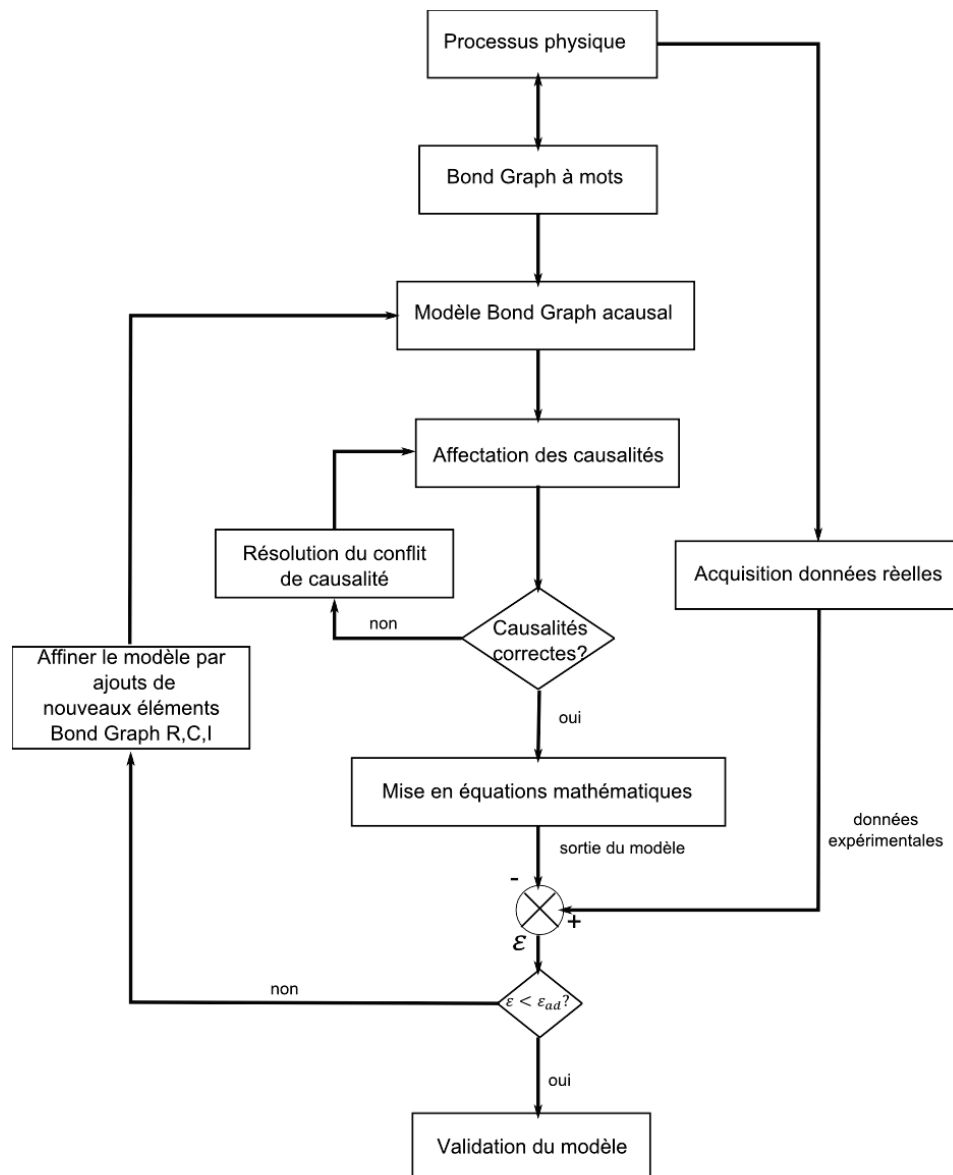 Processus physique
Bond Graph à mots
Modèle Bond Graph acausal
Affectation des causalités
Résolution du conflit
de causalité
Acquisition données rèelles
non
Causalités
correctes?
Affiner le modèle par
ajouts de
nouveaux éléments
Bond Graph R,C,I
oui
Mise en équations mathématiques
données
expérimentales
sortie du modèle
-
+
ε
non
ε < ε_ad?
oui
Validation du modèle